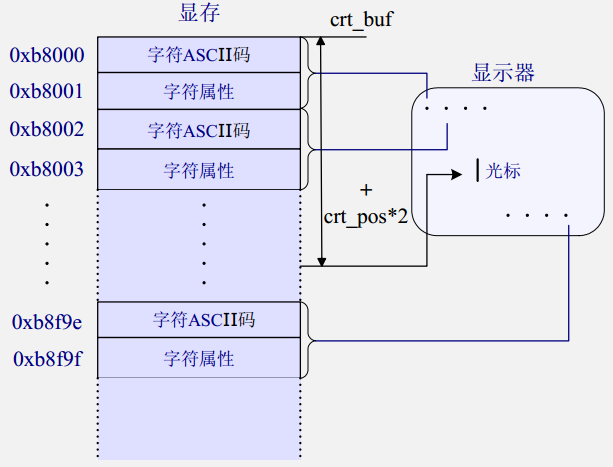 显存
crt_buf
0xb8000
字符ASCII码
0xb8001
字符属性
0xb8002
字符ASCII码
0xb8003
字符属性
显示器
光标
+
crt_pos*2
0xb8f9e
字符ASCII码
0xb8f9f
字符属性